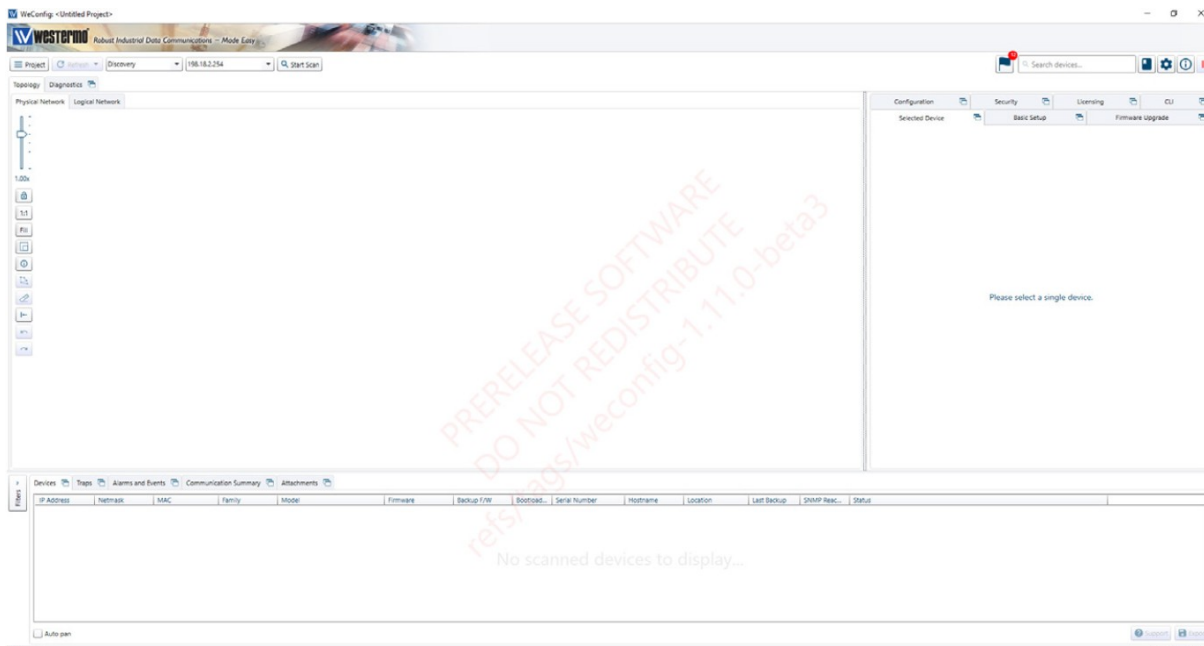 WeConfig: <Untitled Project>
westermo Robust Industrial Data Communications – Made Easy
Project Refresh Discovery 198.18.2.254 Start Scan Search devices...
Topology Diagnostics
Physical Network Logical Network
Configuration Security Licensing CLI
Selected Device Basic Setup Firmware Upgrade
1.00x
1:1
Fill
Please select a single device.
PRERELEASE SOFTWARE
DO NOT REDISTRIBUTE
refs/tags/weconfig-1.11.0-beta3
Filters
Devices Traps Alarms and Events Communication Summary Attachments
IP Address Netmask MAC Family Model Firmware Backup F/W Bootload... Serial Number Hostname Location Last Backup SNMP Reac... Status
No scanned devices to display...
Auto pan Support